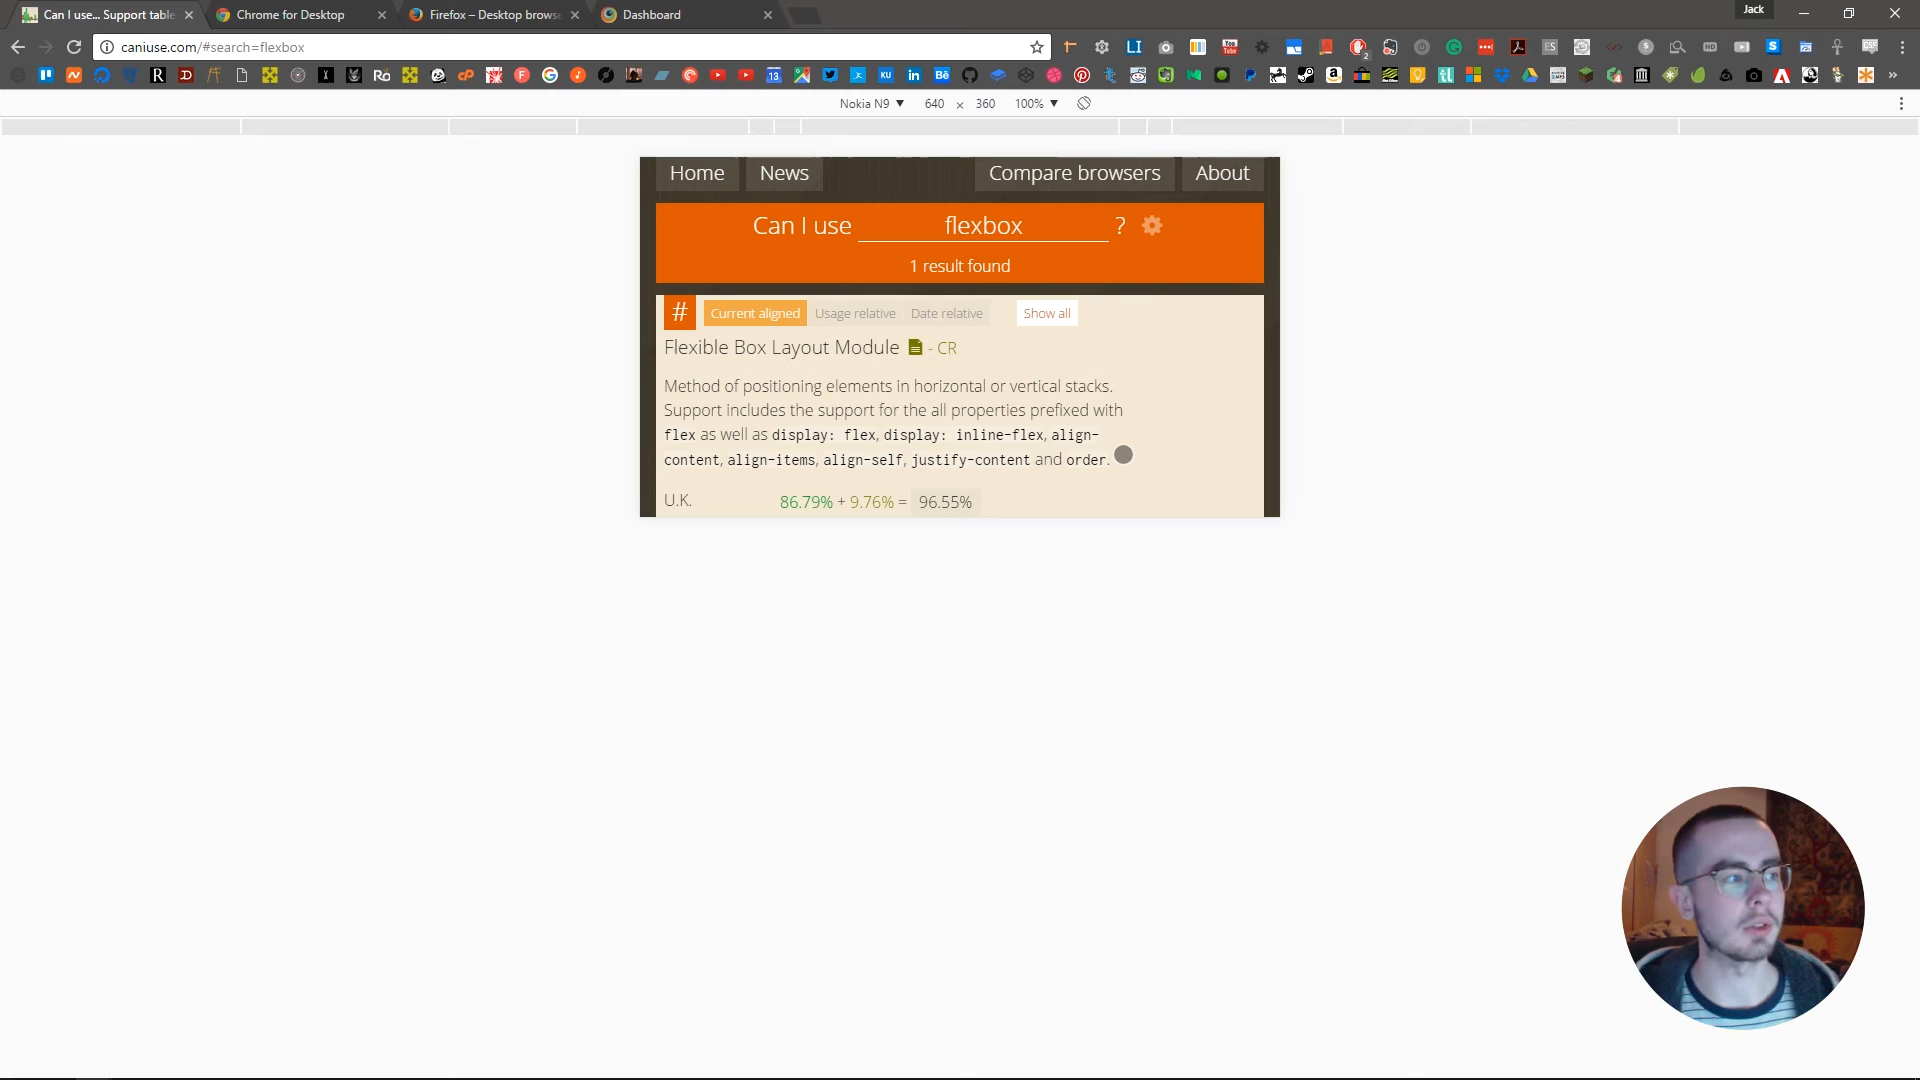 Can I use... Support table
Chrome for Desktop
Firefox – Desktop browse
Dashboard
Jack
caniuse.com/#search=flexbox
Nokia N9 ▼ 640 x 360 100% ▼
Home
News
Compare browsers
About
Can I use flexbox ?
1 result found
# Current aligned Usage relative Date relative Show all
Flexible Box Layout Module - CR
Method of positioning elements in horizontal or vertical stacks.
Support includes the support for the all properties prefixed with
flex as well as display: flex, display: inline-flex, align-
content, align-items, align-self, justify-content and order.
U.K. 86.79% + 9.76% = 96.55%